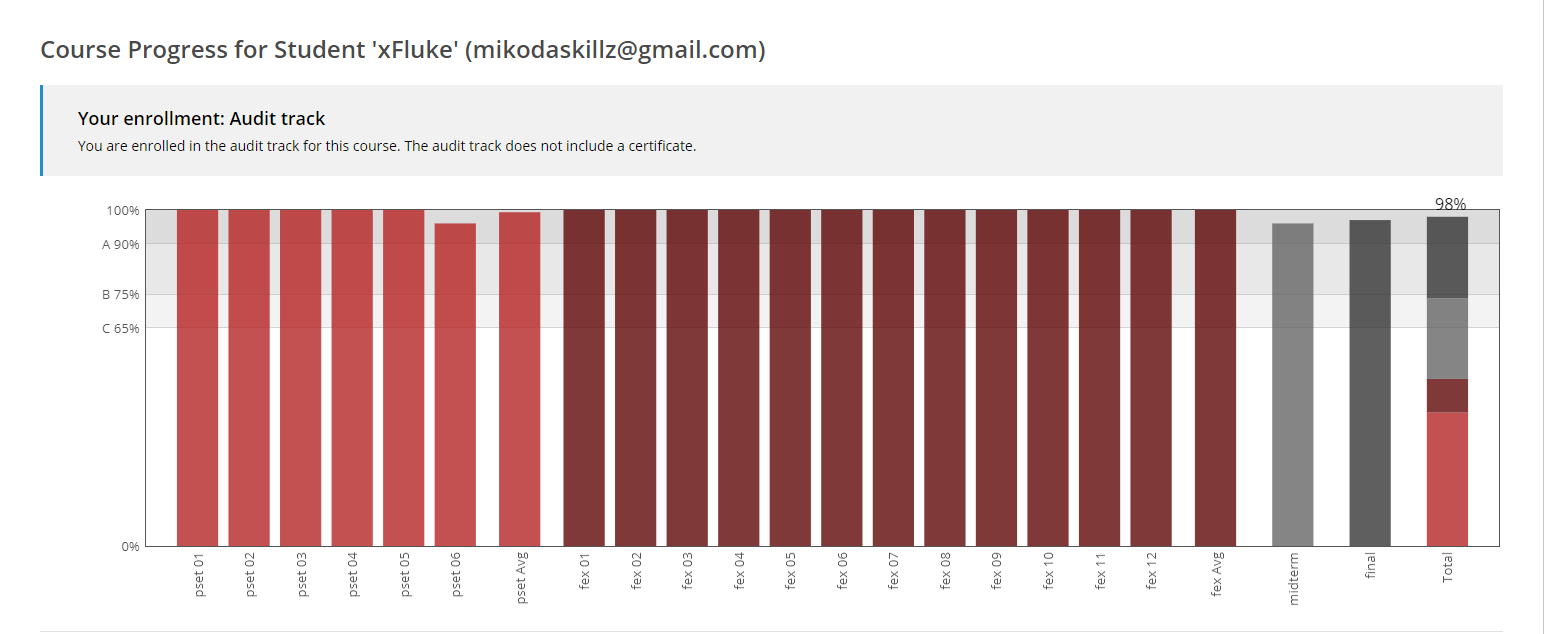 Course Progress for Student 'xFluke' (mikodaskillz@gmail.com)
Your enrollment: Audit track
You are enrolled in the audit track for this course. The audit track does not include a certificate.
98%
100%
A 90%
B 75%
C 65%
0%
pset 01
pset 02
pset 03
pset 04
pset 05
pset 06
pset Avg
fex 01
fex 02
fex 03
fex 04
fex 05
fex 06
fex 07
fex 08
fex 09
fex 10
fex 11
fex 12
fex Avg
midterm
final
Total